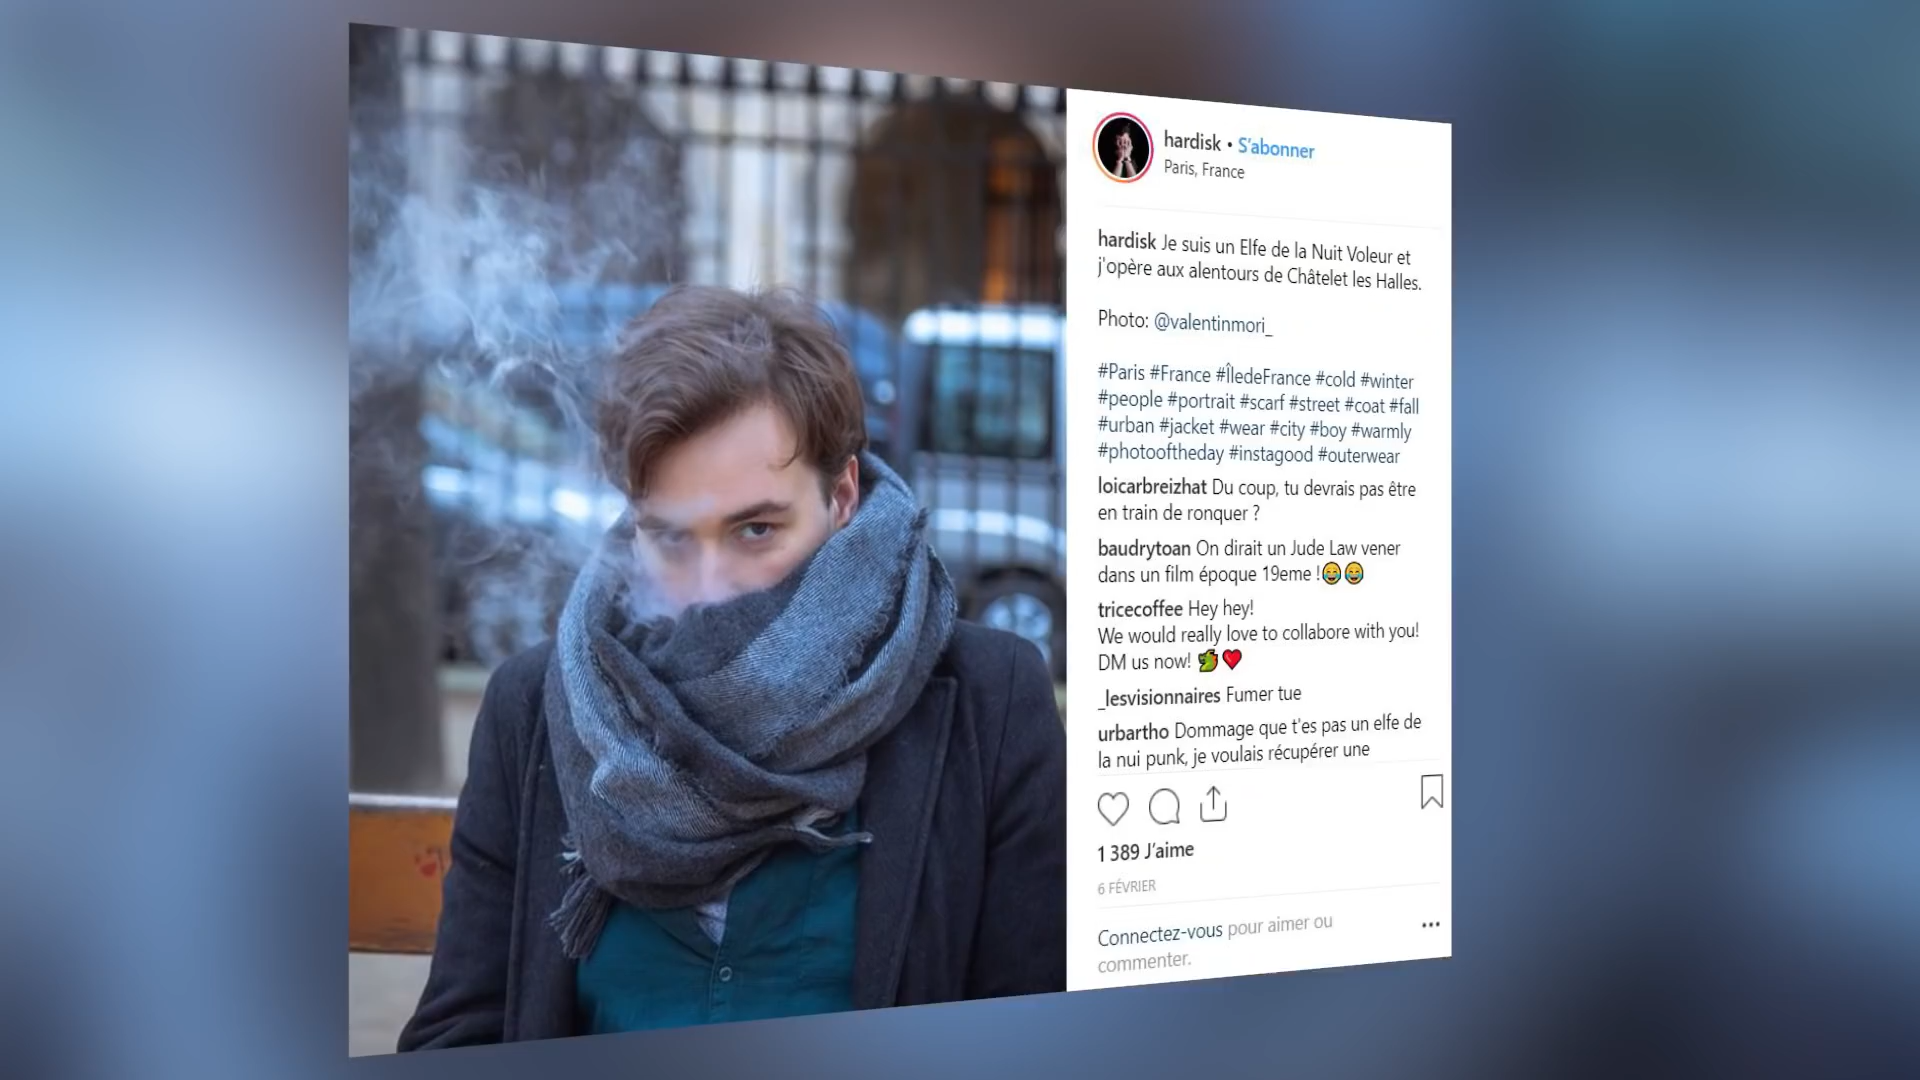 hardisk • S'abonner
Paris, France
hardisk Je suis un Elfe de la Nuit Voleur et
j'opère aux alentours de Châtelet les Halles.
Photo: @valentinmori_
#Paris #France #ÎledeFrance #cold #winter
#people #portrait #scarf #street #coat #fall
#urban #jacket #wear #city #boy #warmly
#photooftheday #instagood #outerwear
loicarbreizhat Du coup, tu devrais pas être
en train de ronquer ?
baudrytoan On dirait un Jude Law vener
dans un film époque 19eme !😂😂
tricecoffee Hey hey!
We would really love to collabore with you!
DM us now! 🐲❤️
_lesvisionnaires Fumer tue
urbartho Dommage que t'es pas un elfe de
la nui punk, je voulais récupérer une
1 389 J'aime
6 FÉVRIER
Connectez-vous pour aimer ou
commenter.